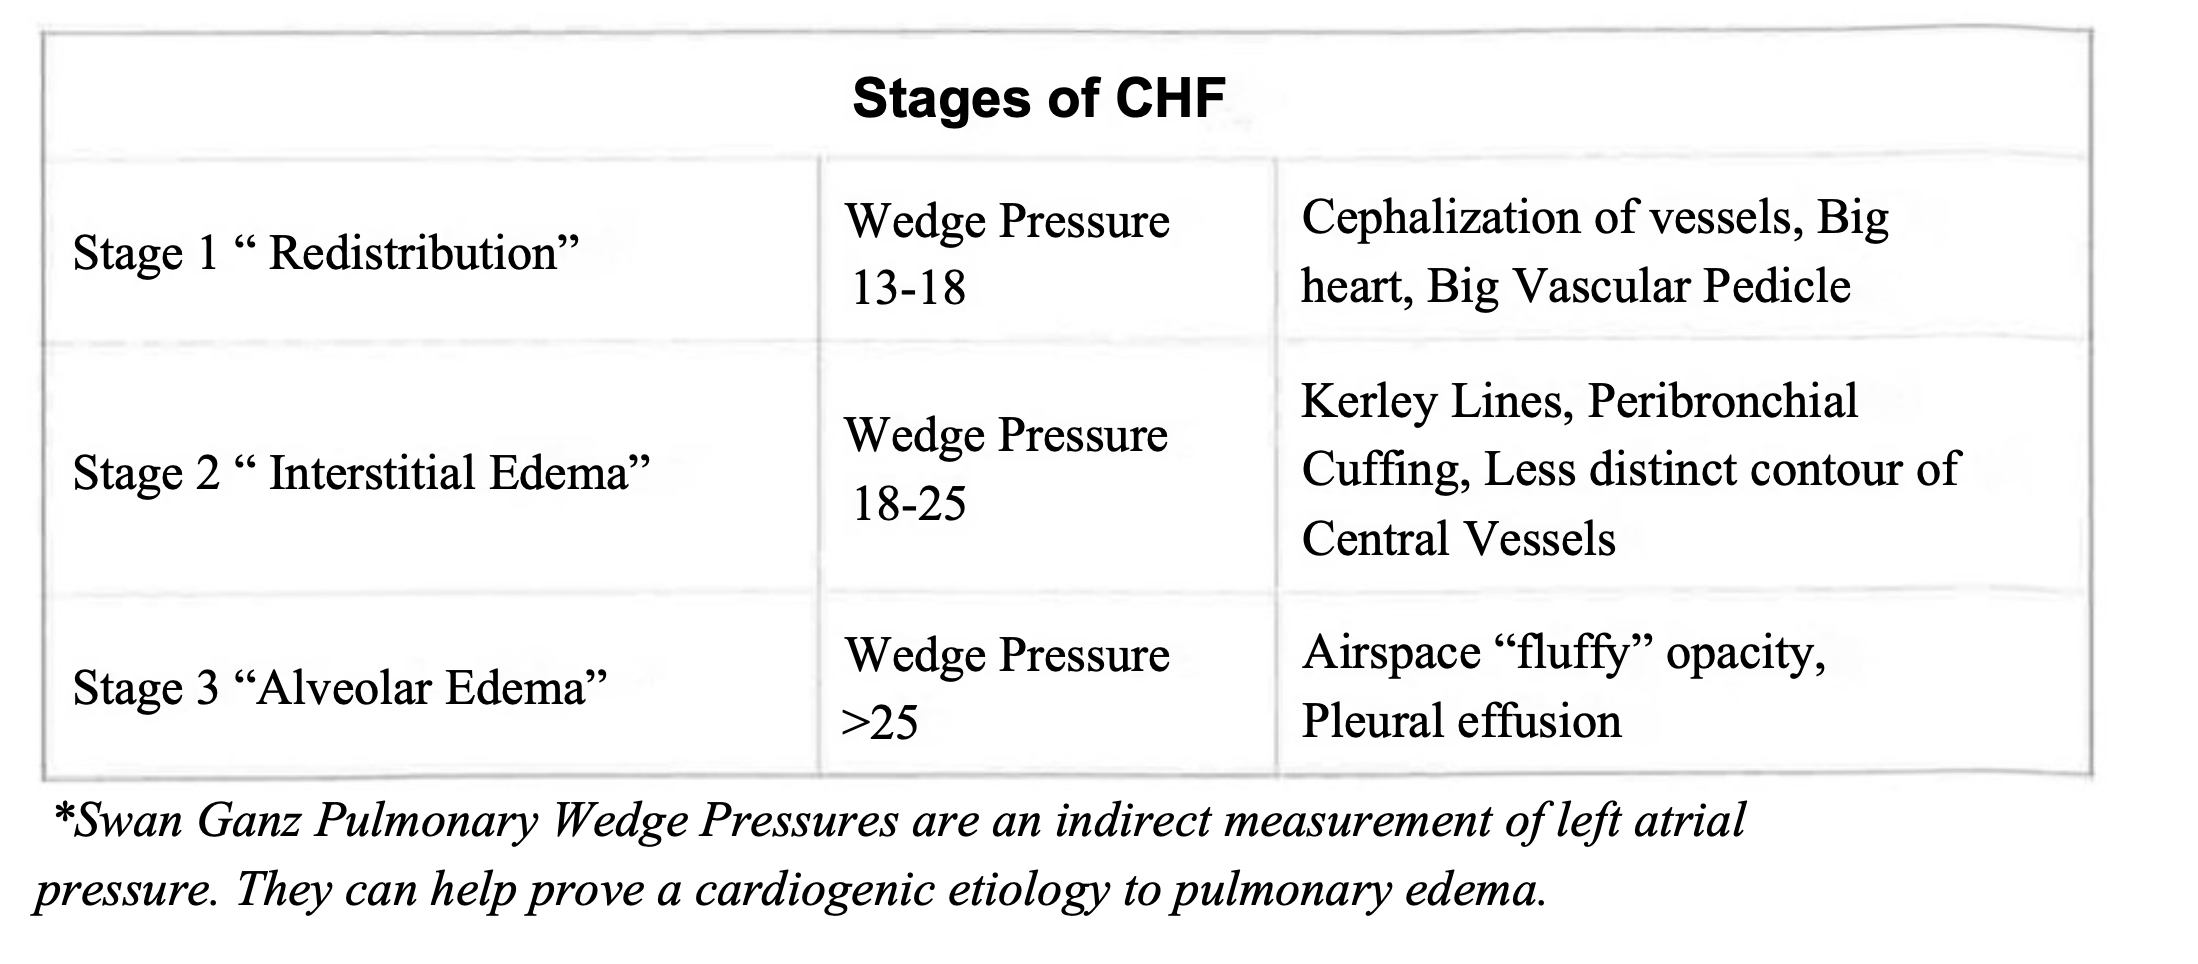 Stages of CHF
Stage 1 “ Redistribution”
Wedge Pressure
13-18
Cephalization of vessels, Big
heart, Big Vascular Pedicle
Stage 2 “ Interstitial Edema”
Wedge Pressure
18-25
Kerley Lines, Peribronchial
Cuffing, Less distinct contour of
Central Vessels
Stage 3 “Alveolar Edema”
Wedge Pressure
>25
Airspace “fluffy” opacity,
Pleural effusion
*Swan Ganz Pulmonary Wedge Pressures are an indirect measurement of left atrial
pressure. They can help prove a cardiogenic etiology to pulmonary edema.